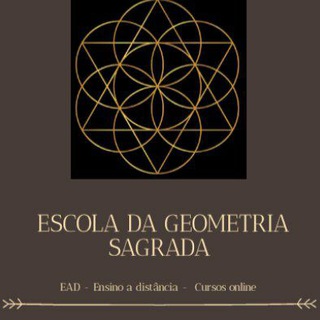 ESCOLA DA GEOMETRIA
SAGRADA
EAD - Ensino a distância - Cursos online